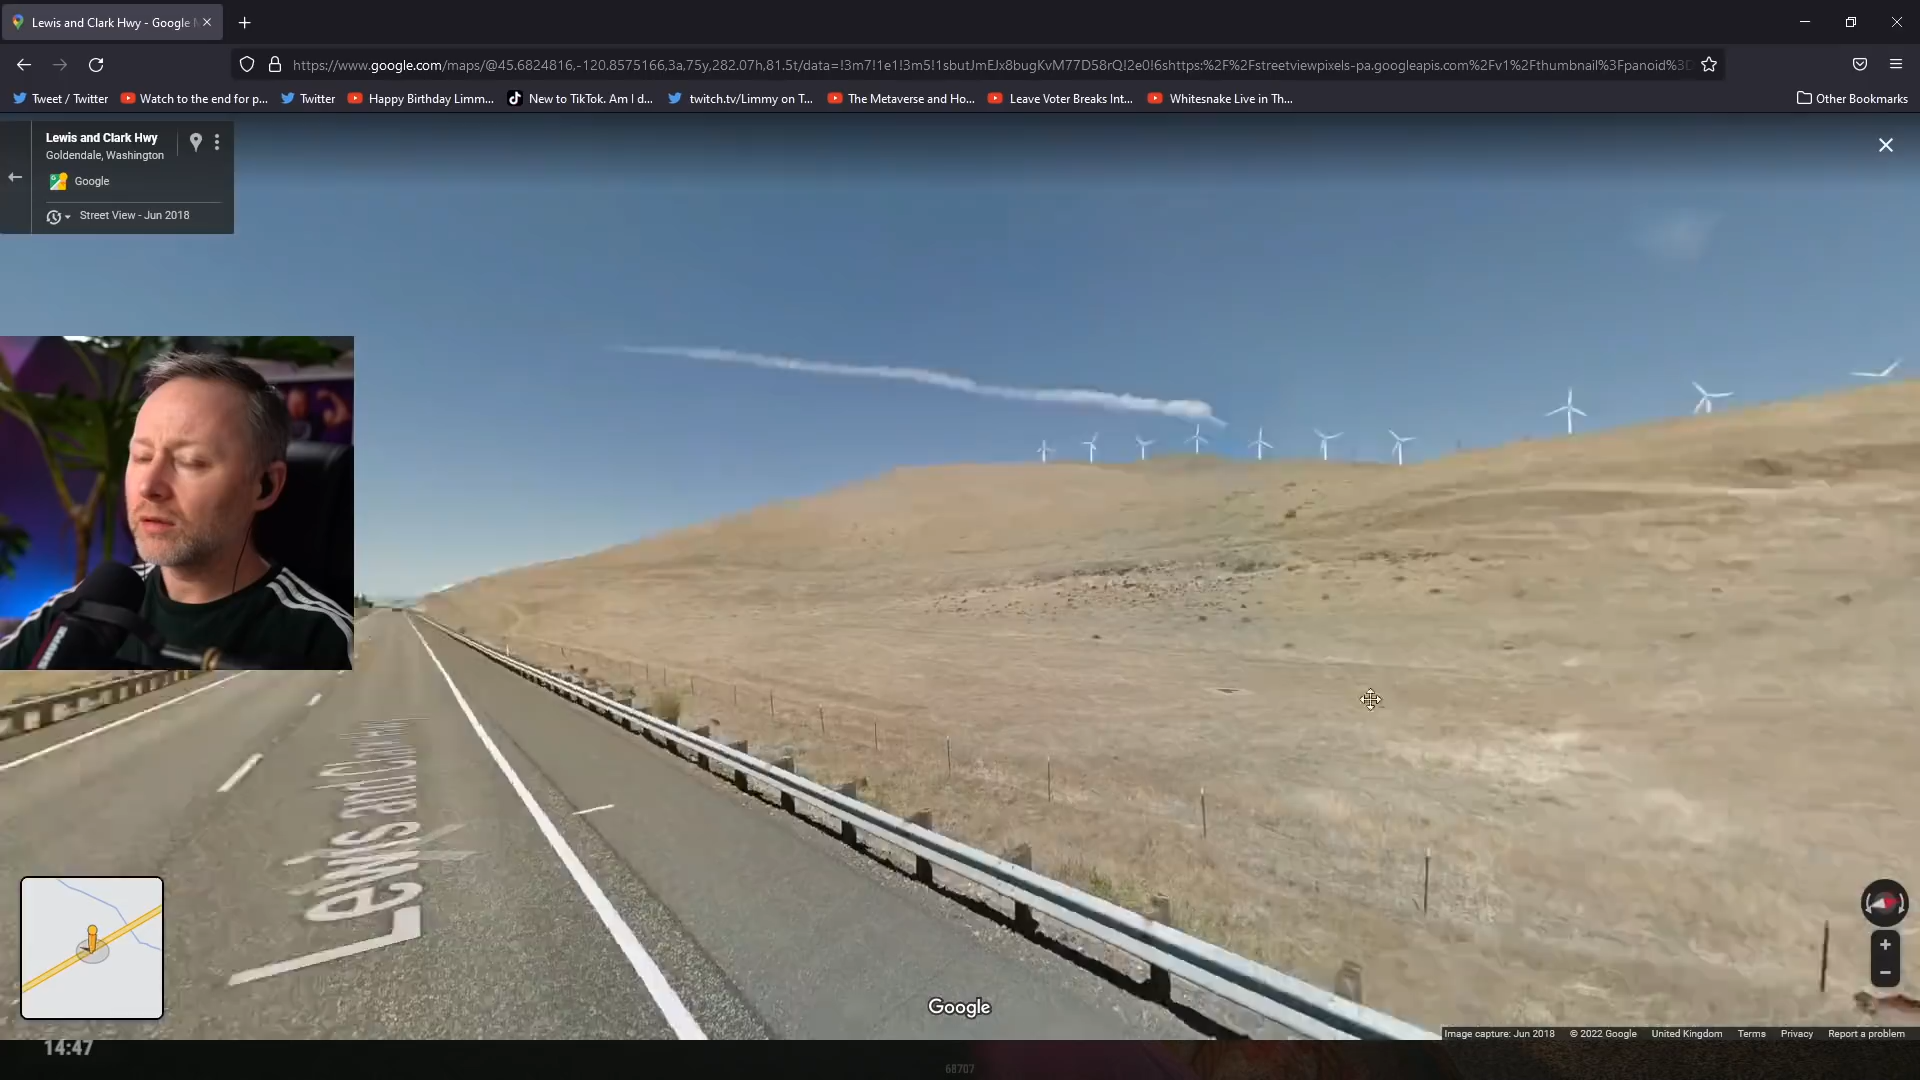 Lewis and Clark Hwy - Google
https://www.google.com/maps/@45.6824816,-120.8575166,3a,75y,282.07h,81.5t/data=!3m7!1e1!3m5!1sbutJmEJx8bugKvM77D58rQ!2e0!6shttps:%2F%2Fstreetviewpixels-pa.googleapis.com%2Fv1%2Fthumbnail%3Fpanoid%3D
Tweet / Twitter
Watch to the end for p...
Twitter
Happy Birthday Limm...
New to TikTok. Am I d...
twitch.tv/Limmy on T...
The Metaverse and Ho...
Leave Voter Breaks Int...
Whitesnake Live in Th...
Other Bookmarks
Lewis and Clark Hwy
Goldendale, Washington
Google
Street View - Jun 2018
Lewis and Clark Hwy
Google
Image capture: Jun 2018 © 2022 Google United Kingdom Terms Privacy Report a problem
14:47
68707